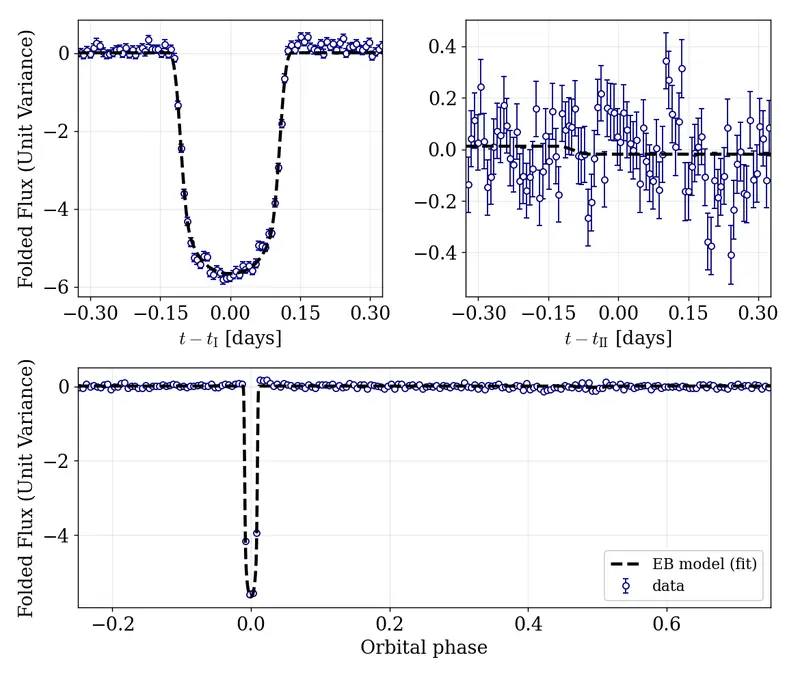 Folded Flux (Unit Variance)
0
−2
−4
−6
−0.30 −0.15 0.00 0.15 0.30
t − tI [days]
0.4
0.2
0.0
−0.2
−0.4
−0.30 −0.15 0.00 0.15 0.30
t − tII [days]
Folded Flux (Unit Variance)
0
−2
−4
EB model (fit)
data
−0.2 0.0 0.2 0.4 0.6
Orbital phase